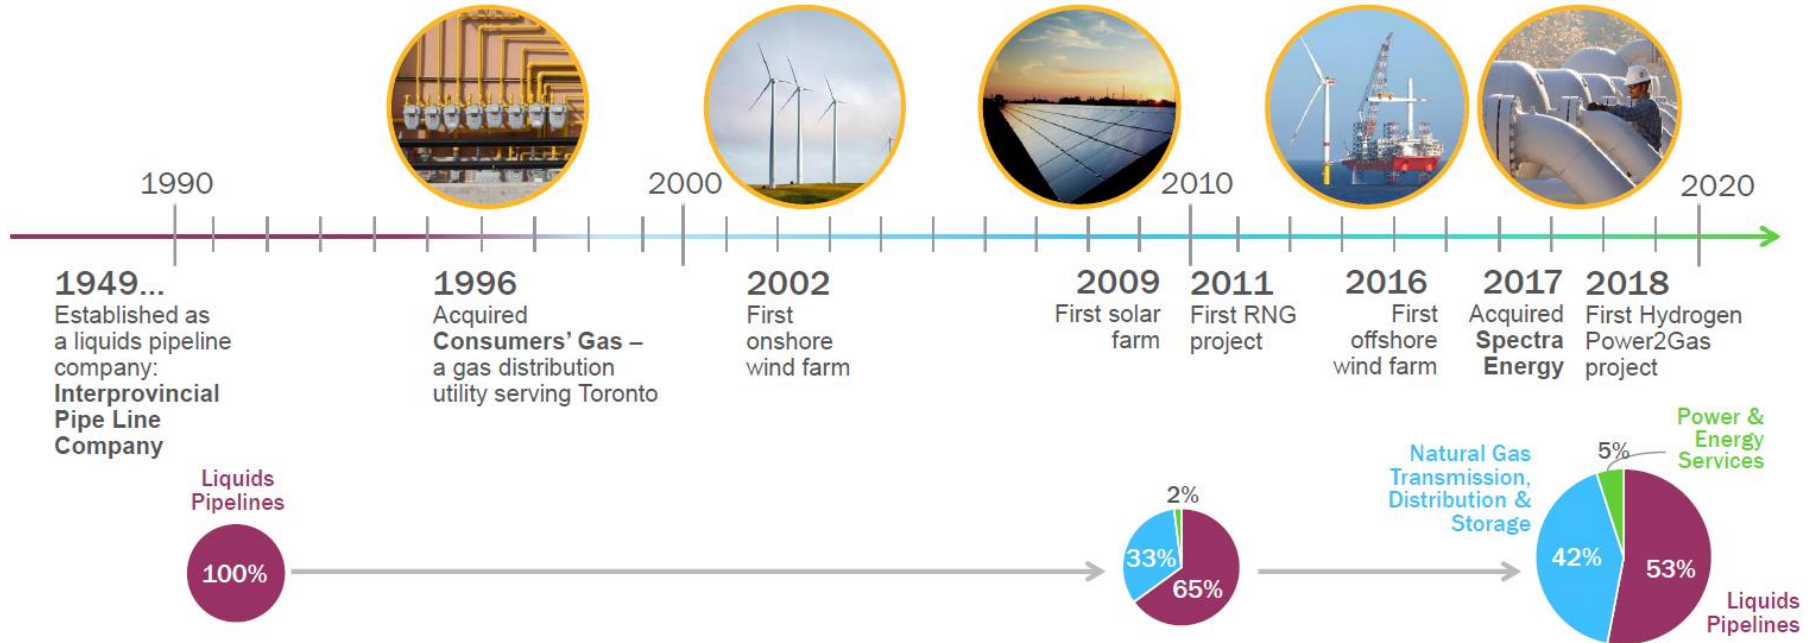 1990
2000
2010
2020
1949...
Established as
a liquids pipeline
company:
Interprovincial
Pipe Line
Company
1996
Acquired
Consumers’ Gas –
a gas distribution
utility serving Toronto
2002
First
onshore
wind farm
2009
First solar
farm
2011
First RNG
project
2016
First
offshore
wind farm
2017
Acquired
Spectra
Energy
2018
First Hydrogen
Power2Gas
project
Liquids
Pipelines
100%
2%
33%
65%
Natural Gas
Transmission,
Distribution &
Storage
Power &
Energy
Services
5%
42%
53%
Liquids
Pipelines